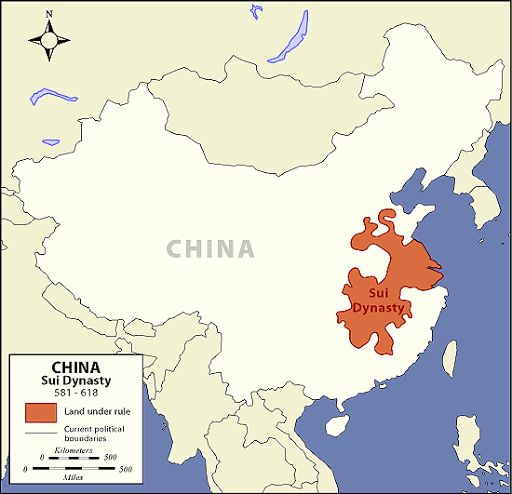 N
CHINA
Sui
Dynasty
CHINA
Sui Dynasty
581 - 618
Land under rule
Current political
boundaries
Kilometers
0 500
0 500
Miles